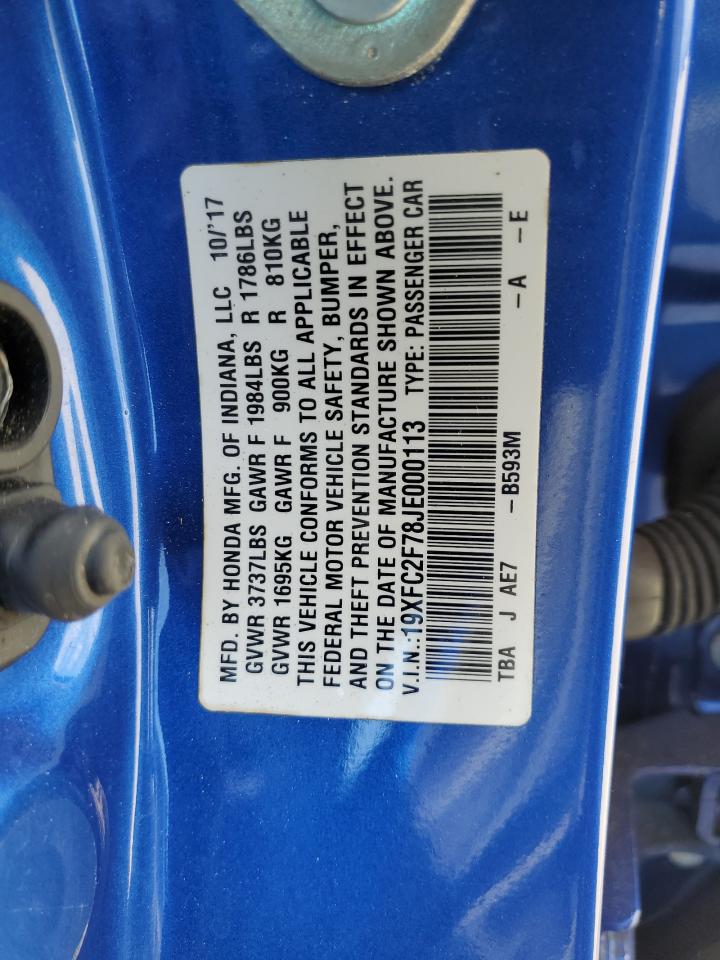 MFD. BY HONDA MFG. OF INDIANA, LLC 10/'17
GVWR 3737LBS GAWR F 1984LBS R 1786LBS
GVWR 1695KG GAWR F 900KG R 810KG
THIS VEHICLE CONFORMS TO ALL APPLICABLE
FEDERAL MOTOR VEHICLE SAFETY, BUMPER,
AND THEFT PREVENTION STANDARDS IN EFFECT
ON THE DATE OF MANUFACTURE SHOWN ABOVE.
V.I.N.:19XFC2F78JE000113 TYPE: PASSENGER CAR
TBA J AE7 -B593M -A -E